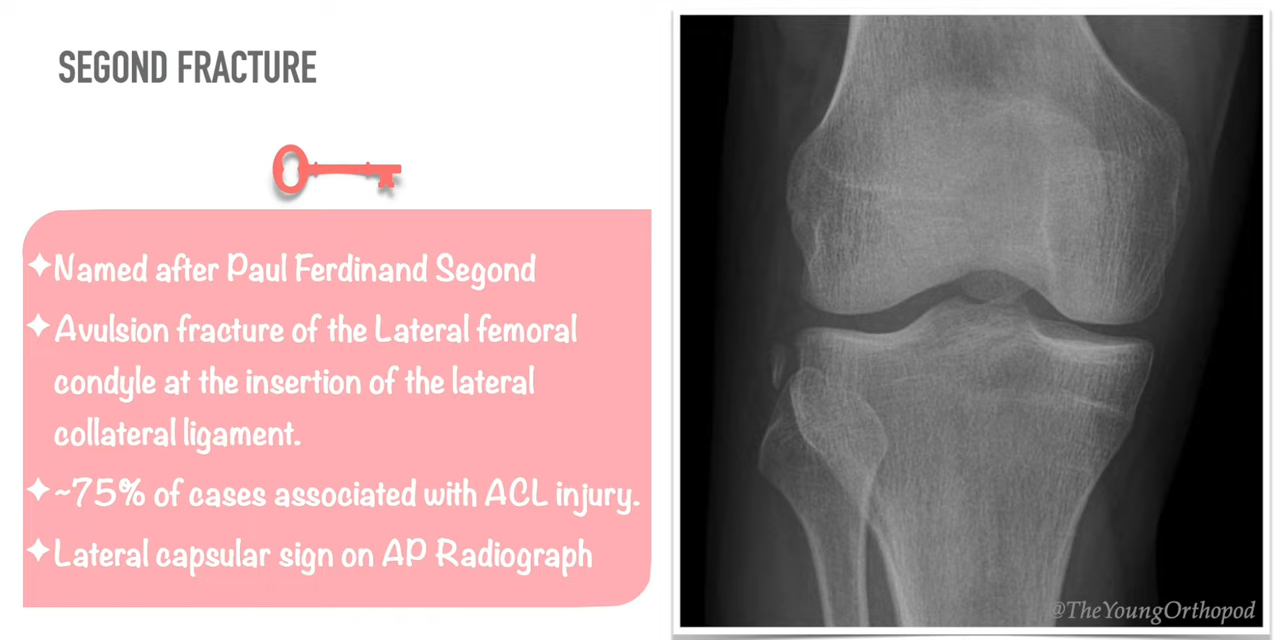 SEGOND FRACTURE
✦Named after Paul Ferdinand Segond
✦Avulsion fracture of the Lateral femoral
condyle at the insertion of the lateral
collateral ligament.
✦~75% of cases associated with ACL injury.
✦Lateral capsular sign on AP Radiograph
@TheYoungOrthopod